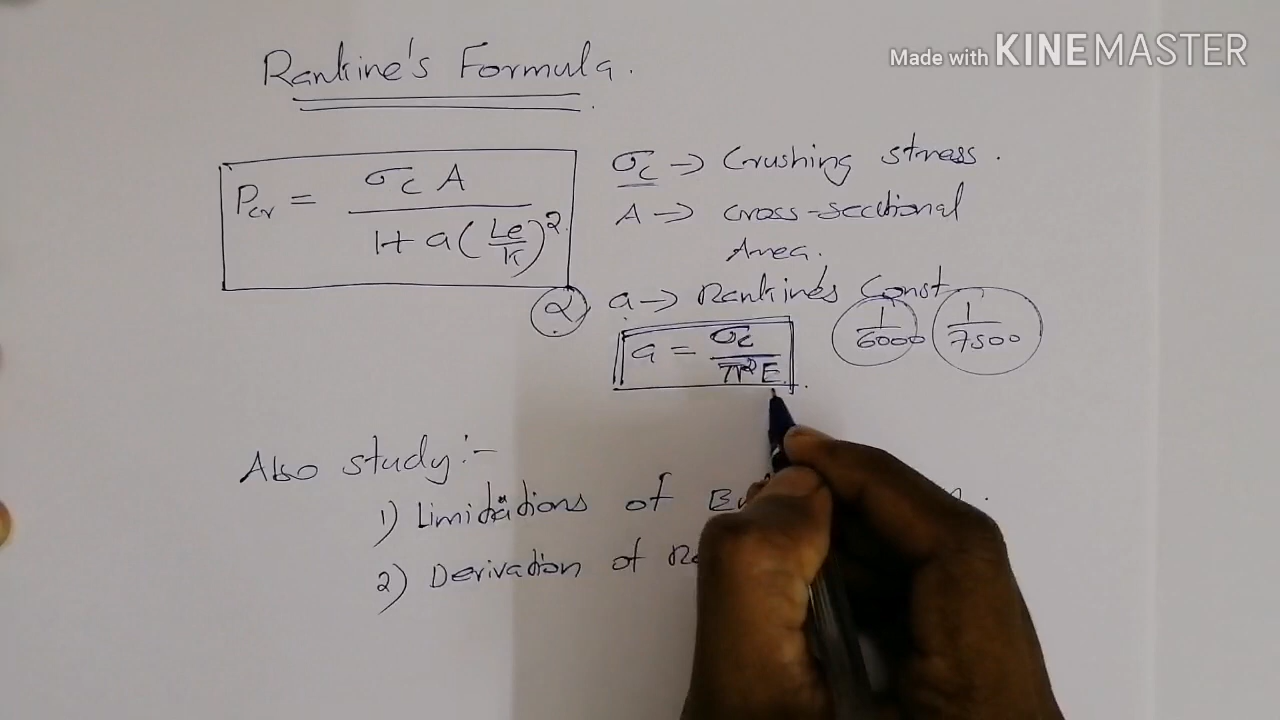 Made with KINEMASTER
Rankine's Formula.
Pcr = σc A / 1 + a (Le/k)²
σc → Crushing stress.
A → Cross-sectional
Area.
α a → Rankine's Const
a = σc / π²E
1/6000 1/7500
Also study:-
1) Limitations of
2) Derivation of